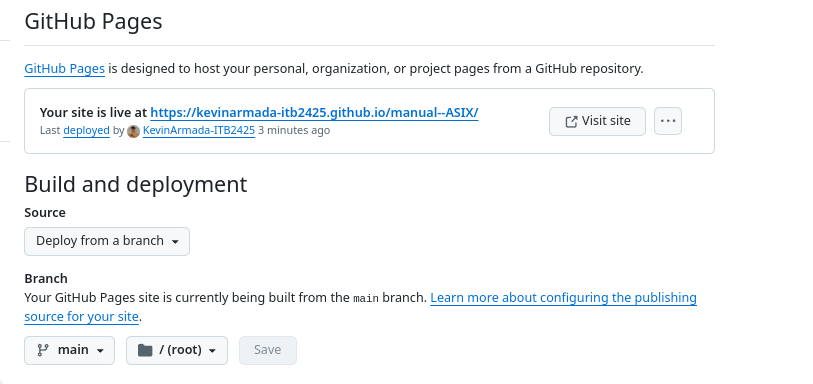 GitHub Pages
GitHub Pages is designed to host your personal, organization, or project pages from a GitHub repository.
Your site is live at https://kevinarmada-itb2425.github.io/manual--ASIX/
Last deployed by KevinArmada-ITB2425 3 minutes ago
Visit site
Build and deployment
Source
Deploy from a branch
Branch
Your GitHub Pages site is currently being built from the main branch. Learn more about configuring the publishing
source for your site.
main
/ (root)
Save